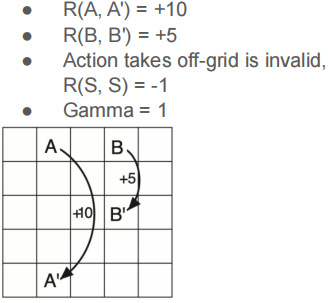 ● R(A, A') = +10
● R(B, B') = +5
● Action takes off-grid is invalid,
R(S, S) = -1
● Gamma = 1
A B
+5
+10 B'
A'